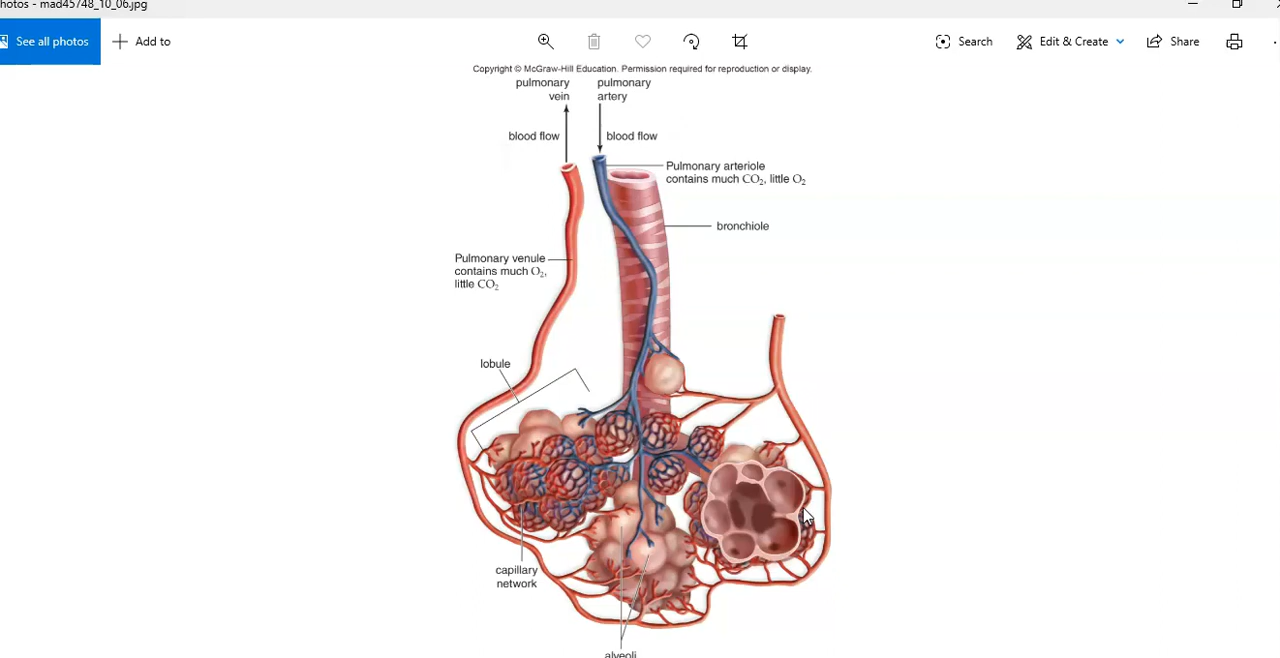 hotos - mad45748_10_06.jpg
See all photos
Add to
Search
Edit & Create
Share
Copyright © McGraw-Hill Education. Permission required for reproduction or display.
pulmonary
vein
pulmonary
artery
blood flow
blood flow
Pulmonary arteriole
contains much CO₂, little O₂
bronchiole
Pulmonary venule
contains much O₂,
little CO₂
lobule
capillary
network
alveoli